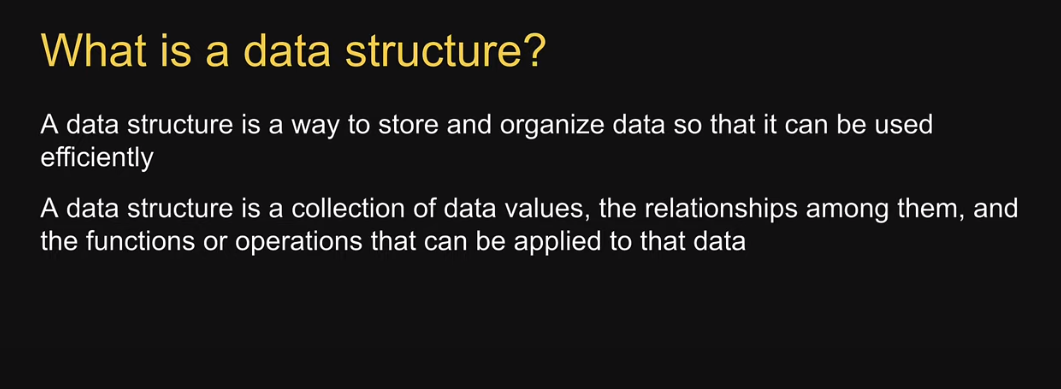 What is a data structure?
A data structure is a way to store and organize data so that it can be used
efficiently
A data structure is a collection of data values, the relationships among them, and
the functions or operations that can be applied to that data